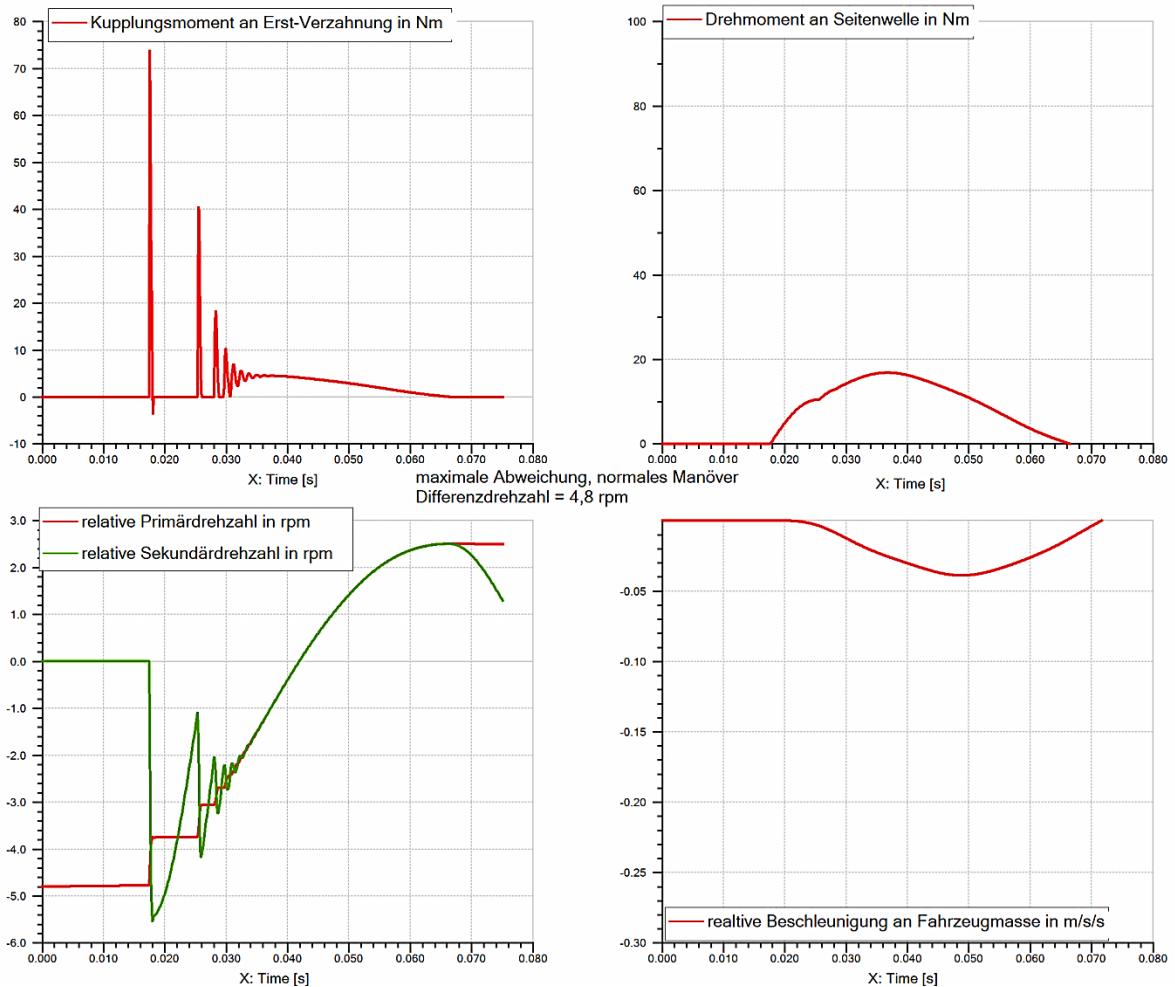 Kupplungsmoment an Erst-Verzahnung in Nm
80
70
60
50
40
30
20
10
0
-10
0.000 0.010 0.020 0.030 0.040 0.050 0.060 0.070 0.080
X: Time [s]
Drehmoment an Seitenwelle in Nm
100
80
60
40
20
0
0.000 0.010 0.020 0.030 0.040 0.050 0.060 0.070 0.080
X: Time [s]
maximale Abweichung, normales Manöver
Differenzdrehzahl = 4,8 rpm
relative Primärdrehzahl in rpm
relative Sekundärdrehzahl in rpm
3.0
2.0
1.0
0.0
-1.0
-2.0
-3.0
-4.0
-5.0
-6.0
0.000 0.010 0.020 0.030 0.040 0.050 0.060 0.070 0.080
X: Time [s]
-0.05
-0.10
-0.15
-0.20
-0.25
-0.30
realtive Beschleunigung an Fahrzeugmasse in m/s/s
0.000 0.010 0.020 0.030 0.040 0.050 0.060 0.070 0.080
X: Time [s]